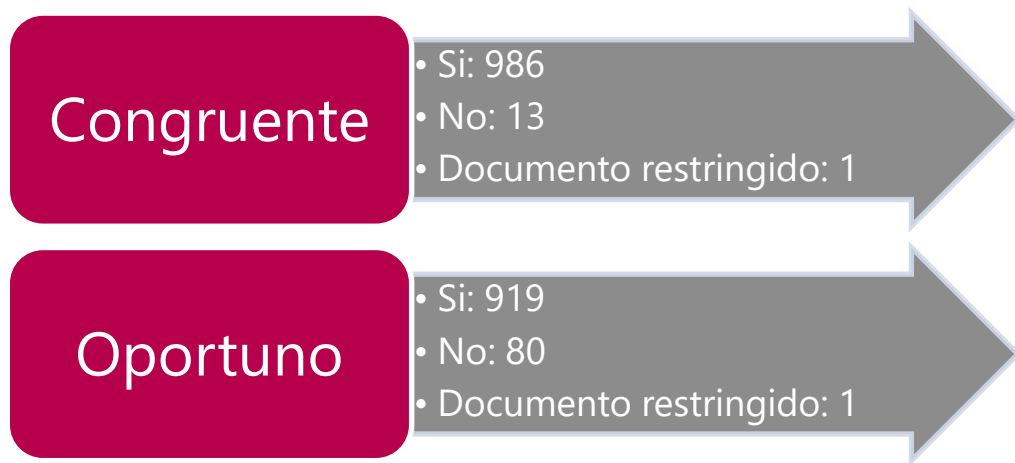 Congruente
• Si: 986
• No: 13
• Documento restringido: 1
Oportuno
• Si: 919
• No: 80
• Documento restringido: 1